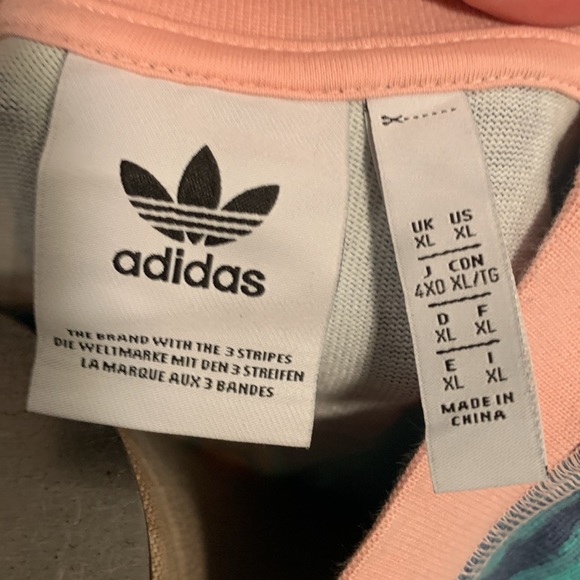 adidas
THE BRAND WITH THE 3 STRIPES
DIE WELTMARKE MIT DEN 3 STREIFEN
LA MARQUE AUX 3 BANDES
UK US
XL XL
J CDN
4XO XL/TG
D F
XL XL
E I
XL XL
MADE IN
CHINA